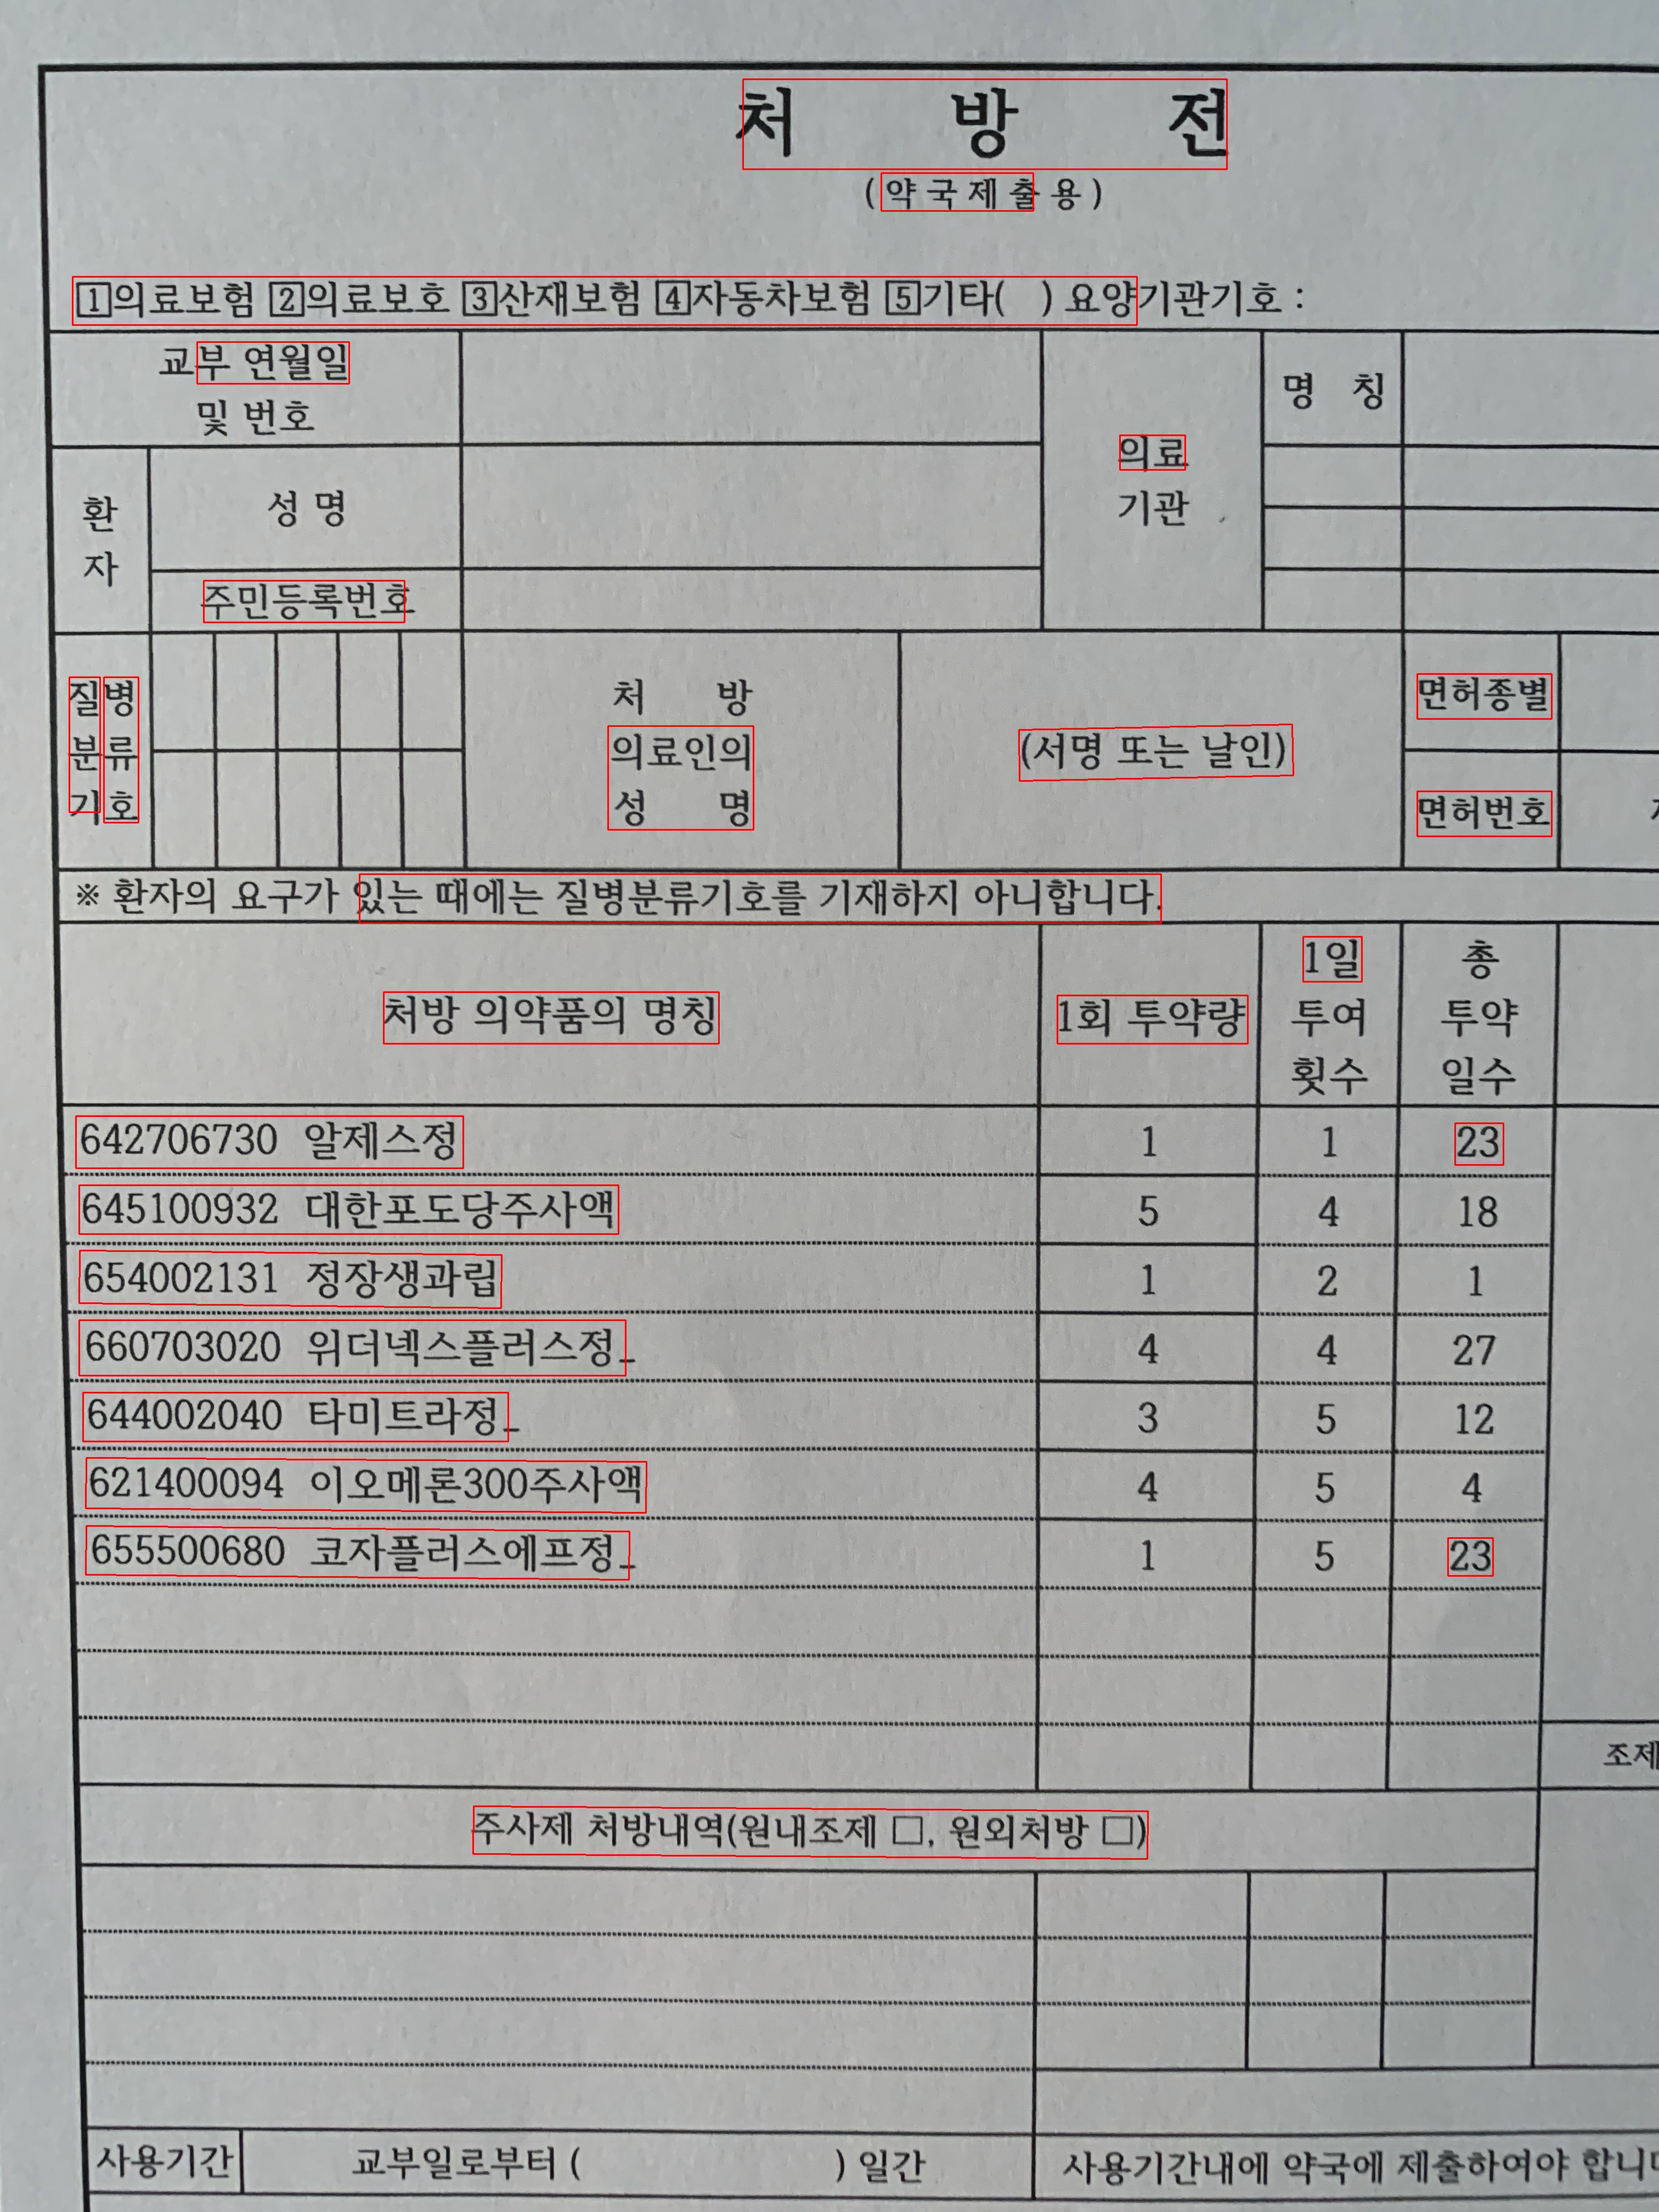 처 방 전
( 약 국 제 출 용 )
1의료보험 2의료보호 3산재보험 4자동차보험 5기타( ) 요양기관기호 :
교부 연월일
및 번호
의료
기관
명 칭
환
자
성 명
주민등록번호
질병
분류
기호
처 방
의료인의
성 명
(서명 또는 날인)
면허종별
면허번호
※ 환자의 요구가 있는 때에는 질병분류기호를 기재하지 아니합니다.
처방 의약품의 명칭
1회 투약량
1일
투여
횟수
총
투약
일수
642706730 알제스정 1 1 23
645100932 대한포도당주사액 5 4 18
654002131 정장생과립 1 2 1
660703020 위더넥스플러스정_ 4 4 27
644002040 타미트라정_ 3 5 12
621400094 이오메론300주사액 4 5 4
655500680 코자플러스에프정_ 1 5 23
조제
주사제 처방내역(원내조제 □, 원외처방 □)
사용기간 교부일로부터 ( ) 일간 사용기간내에 약국에 제출하여야 합니